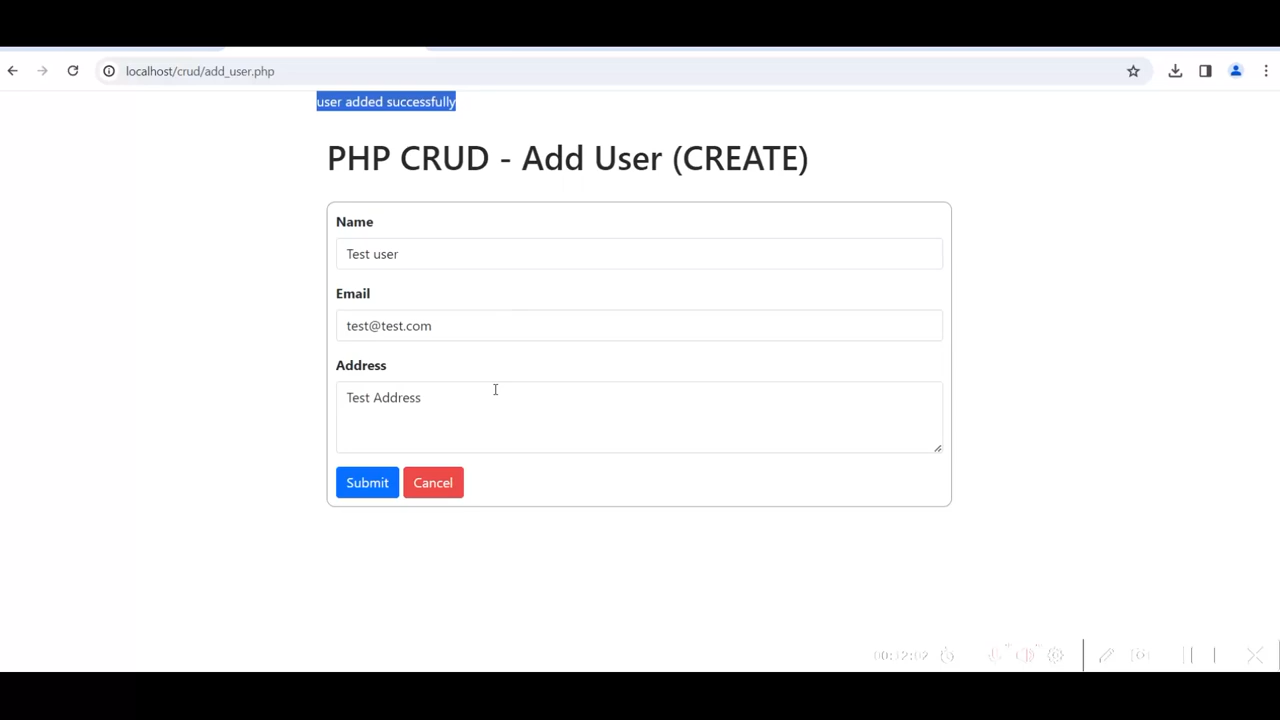 localhost/crud/add_user.php
user added successfully
PHP CRUD - Add User (CREATE)
Name
Test user
Email
test@test.com
Address
Test Address
Submit Cancel